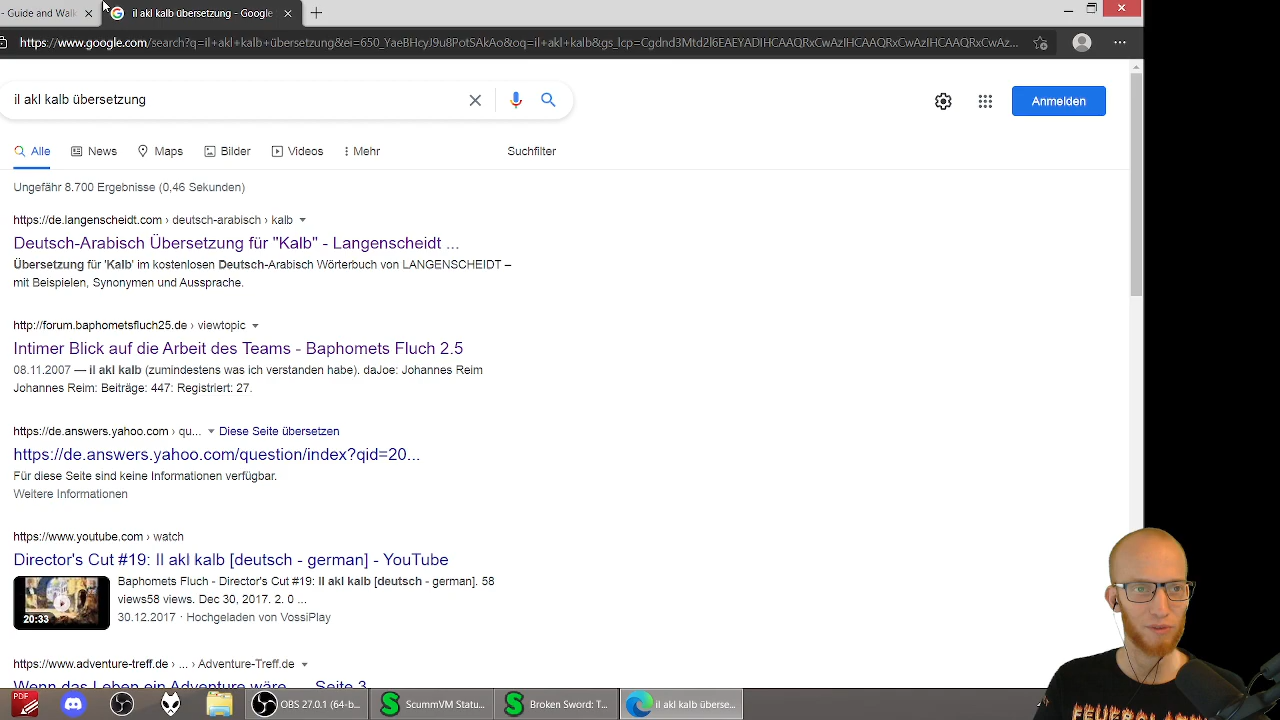 - Guide and Walk
il akl kalb übersetzung - Google
https://www.google.com/search?q=il+akl+kalb+übersetzung&ei=650_YaeBHcyJ9u8PotSAkAo&oq=il+akl+kalb&gs_lcp=Cgdnd3Mtd2l6EAEYADIHCAAQRxCwAzIHCAAQRxCwAzIHCAAQRxCwAz...
il akl kalb übersetzung
Anmelden
Alle News Maps Bilder Videos Mehr Suchfilter
Ungefähr 8.700 Ergebnisse (0,46 Sekunden)
https://de.langenscheidt.com › deutsch-arabisch › kalb
Deutsch-Arabisch Übersetzung für "Kalb" - Langenscheidt ...
Übersetzung für 'Kalb' im kostenlosen Deutsch-Arabisch Wörterbuch von LANGENSCHEIDT –
mit Beispielen, Synonymen und Aussprache.
http://forum.baphometsfluch25.de › viewtopic
Intimer Blick auf die Arbeit des Teams - Baphomets Fluch 2.5
08.11.2007 — il akl kalb (zumindestens was ich verstanden habe). daJoe: Johannes Reim
Johannes Reim: Beiträge: 447: Registriert: 27.
https://de.answers.yahoo.com › qu... Diese Seite übersetzen
https://de.answers.yahoo.com/question/index?qid=20...
Für diese Seite sind keine Informationen verfügbar.
Weitere Informationen
https://www.youtube.com › watch
Director's Cut #19: Il akl kalb [deutsch - german] - YouTube
Baphomets Fluch - Director's Cut #19: Il akl kalb [deutsch - german]. 58
views58 views. Dec 30, 2017. 2. 0 ...
20:33
30.12.2017 · Hochgeladen von VossiPlay
https://www.adventure-treff.de › ... › Adventure-Treff.de
Wenn das Leben ein Adventure wäre ... - Seite 3
PDF
OBS 27.0.1 (64-b...
ScummVM Statu...
Broken Sword: T...
il akl kalb überse...